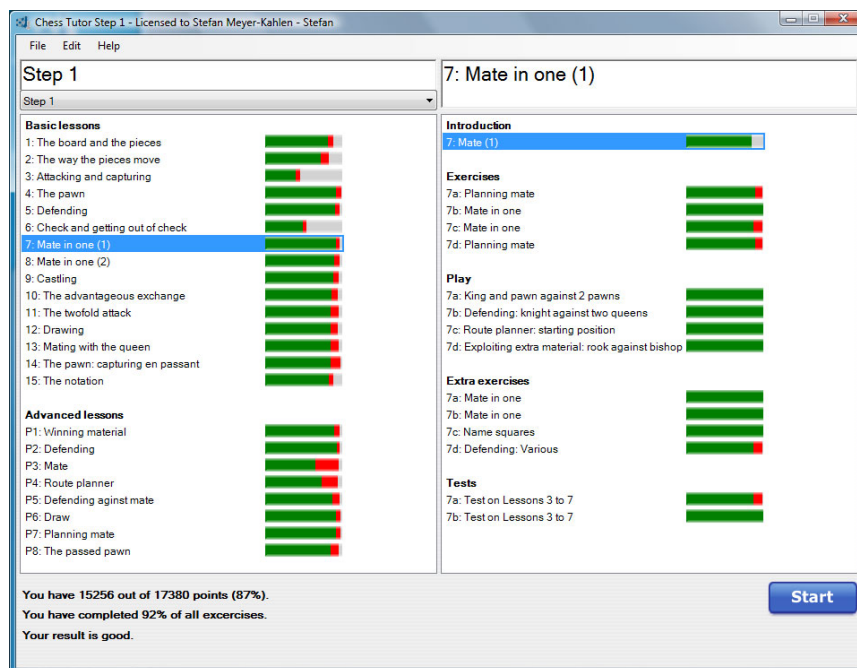 Chess Tutor Step 1 - Licensed to Stefan Meyer-Kahlen - Stefan
File Edit Help
Step 1
Step 1
7: Mate in one (1)
Basic lessons
1: The board and the pieces
2: The way the pieces move
3: Attacking and capturing
4: The pawn
5: Defending
6: Check and getting out of check
7: Mate in one (1)
8: Mate in one (2)
9: Castling
10: The advantageous exchange
11: The twofold attack
12: Drawing
13: Mating with the queen
14: The pawn: capturing en passant
15: The notation
Advanced lessons
P1: Winning material
P2: Defending
P3: Mate
P4: Route planner
P5: Defending aginst mate
P6: Draw
P7: Planning mate
P8: The passed pawn
Introduction
7: Mate (1)
Exercises
7a: Planning mate
7b: Mate in one
7c: Mate in one
7d: Planning mate
Play
7a: King and pawn against 2 pawns
7b: Defending: knight against two queens
7c: Route planner: starting position
7d: Exploiting extra material: rook against bishop
Extra exercises
7a: Mate in one
7b: Mate in one
7c: Name squares
7d: Defending: Various
Tests
7a: Test on Lessons 3 to 7
7b: Test on Lessons 3 to 7
You have 15256 out of 17380 points (87%).
You have completed 92% of all excercises.
Your result is good.
Start